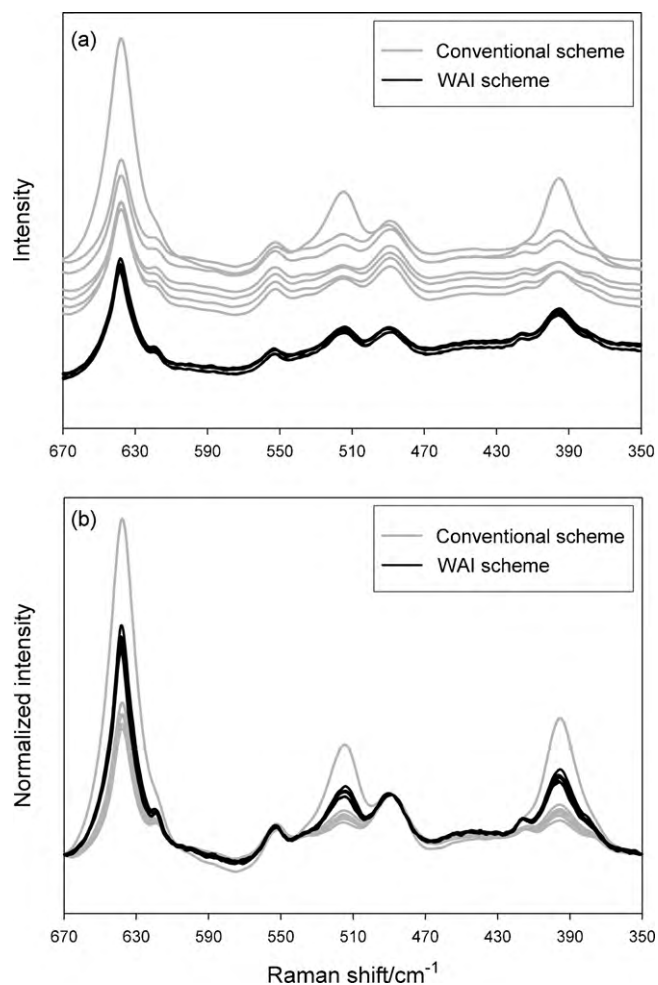 (a)
Conventional scheme
WAI scheme
Intensity
670 630 590 550 510 470 430 390 350
(b)
Conventional scheme
WAI scheme
Normalized intensity
670 630 590 550 510 470 430 390 350
Raman shift/cm⁻¹